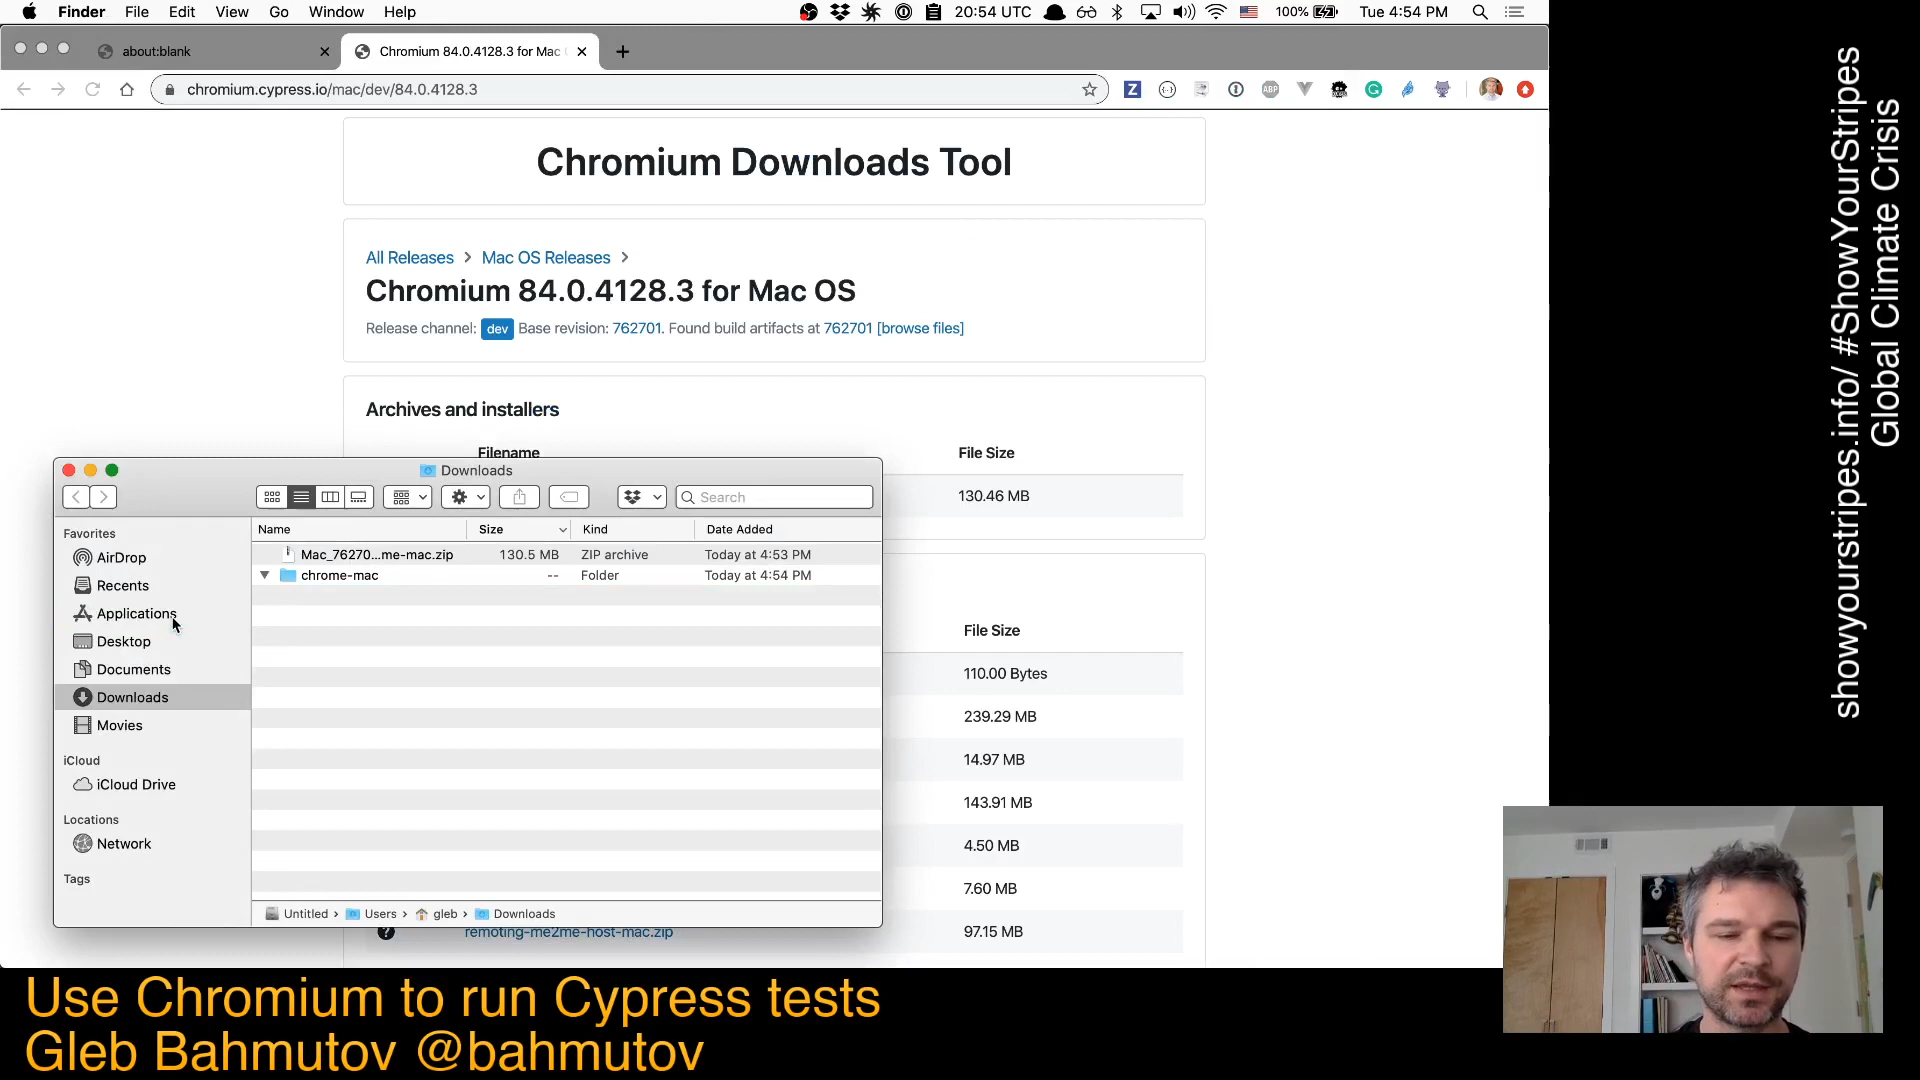 Finder File Edit View Go Window Help 20:54 UTC 100% Tue 4:54 PM
about:blank
Chromium 84.0.4128.3 for Mac
chromium.cypress.io/mac/dev/84.0.4128.3
Chromium Downloads Tool
All Releases > Mac OS Releases >
Chromium 84.0.4128.3 for Mac OS
Release channel: dev Base revision: 762701. Found build artifacts at 762701 [browse files]
Archives and installers
Filename File Size
130.46 MB
File Size
110.00 Bytes
239.29 MB
14.97 MB
143.91 MB
4.50 MB
7.60 MB
remoting-me2me-host-mac.zip 97.15 MB
Downloads
Search
Favorites
AirDrop
Recents
Applications
Desktop
Documents
Downloads
Movies
iCloud
iCloud Drive
Locations
Network
Tags
Name Size Kind Date Added
Mac_76270...me-mac.zip 130.5 MB ZIP archive Today at 4:53 PM
chrome-mac -- Folder Today at 4:54 PM
Untitled › Users › gleb › Downloads
showyourstripes.info/ #ShowYourStripes
Global Climate Crisis
Use Chromium to run Cypress tests
Gleb Bahmutov @bahmutov